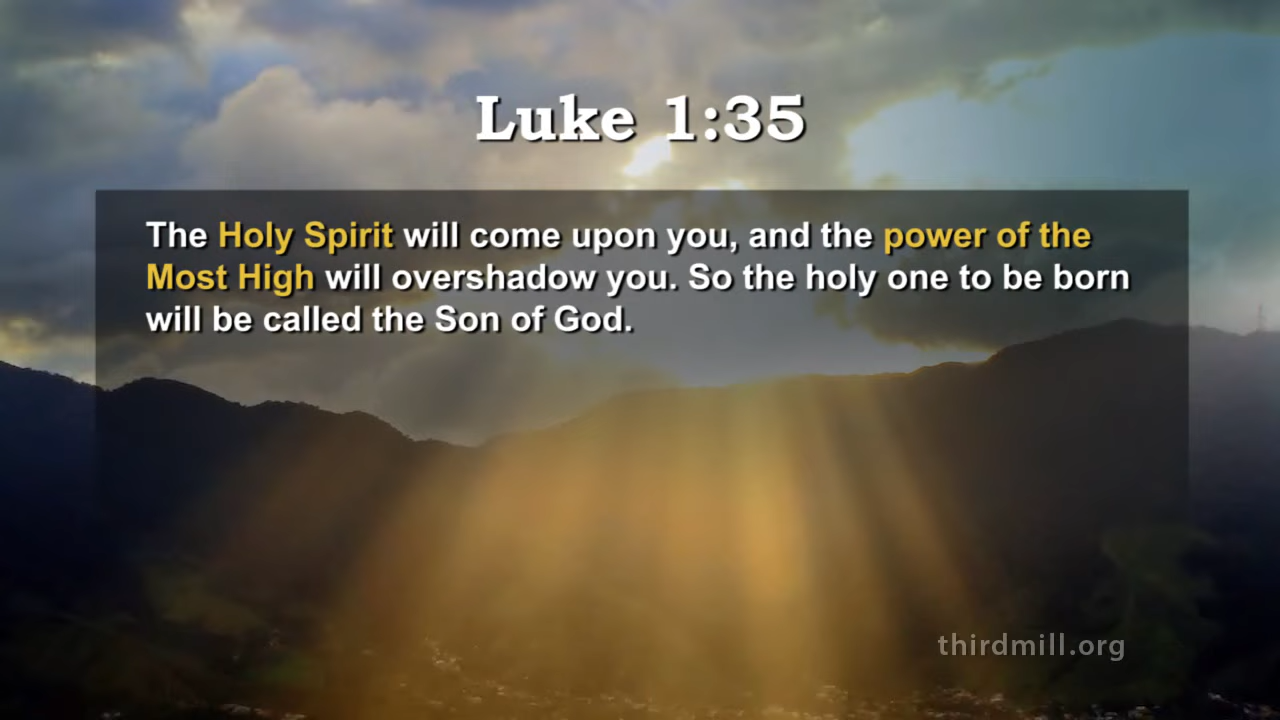 Luke 1:35
The Holy Spirit will come upon you, and the power of the
Most High will overshadow you. So the holy one to be born
will be called the Son of God.
thirdmill.org